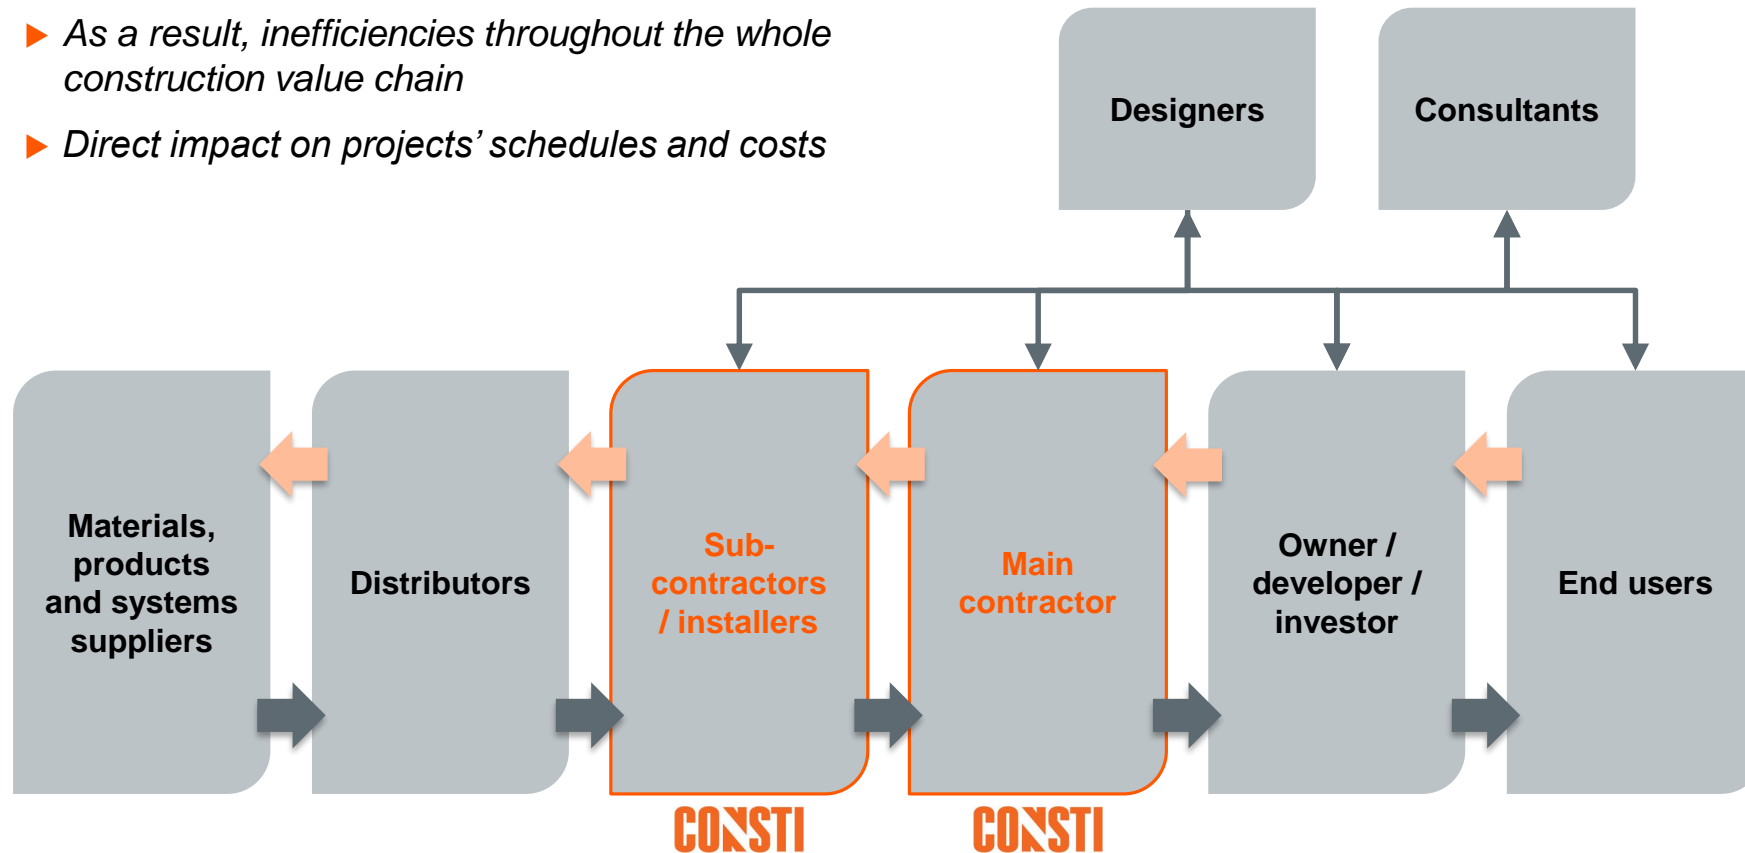 As a result, inefficiencies throughout the whole
construction value chain
Direct impact on projects' schedules and costs
Designers
Consultants
Materials,
products
and systems
suppliers
Distributors
Sub-
contractors
/ installers
Main
contractor
Owner /
developer /
investor
End users
CONSTI
CONSTI